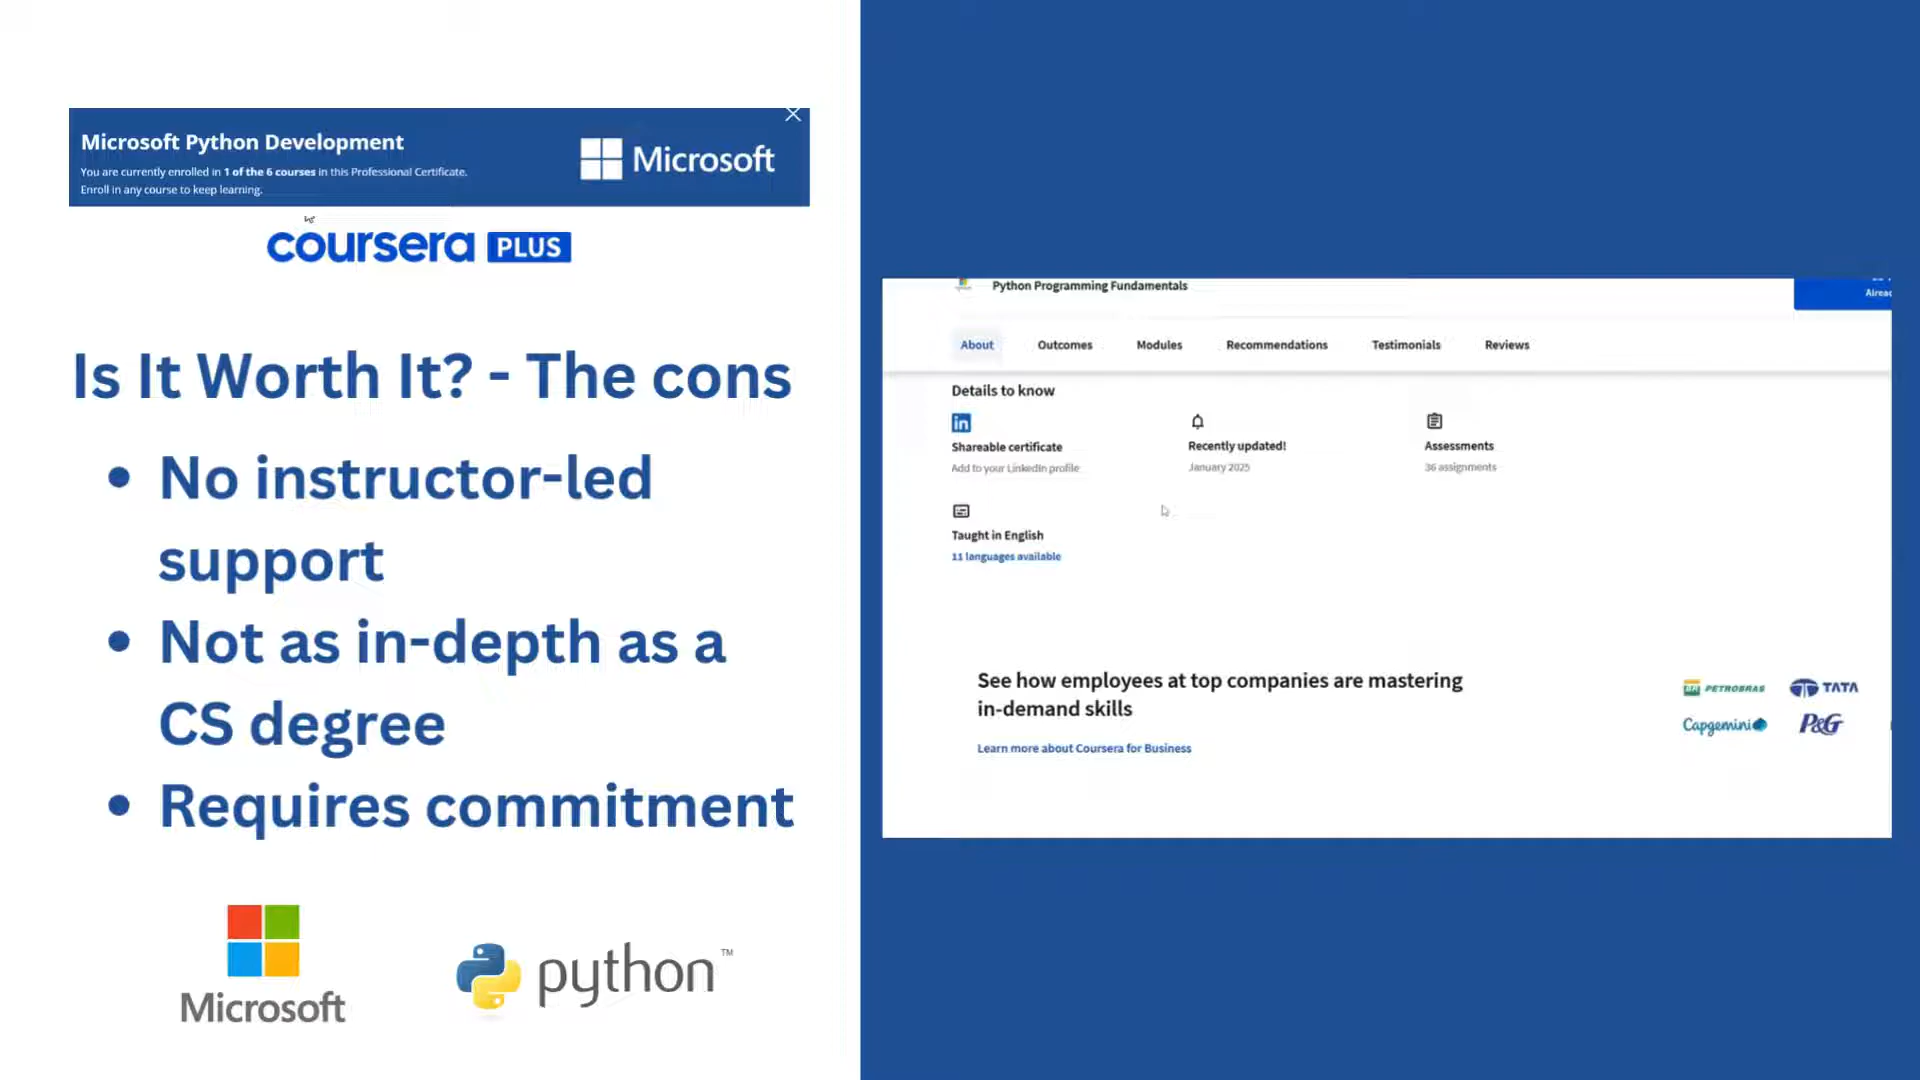 Microsoft Python Development
You are currently enrolled in 1 of the 6 courses in this Professional Certificate.
Enroll in any course to keep learning.
Microsoft
coursera PLUS
Is It Worth It? - The cons
• No instructor-led
support
• Not as in-depth as a
CS degree
• Requires commitment
Microsoft
python ™
Python Programming Fundamentals
About Outcomes Modules Recommendations Testimonials Reviews
Details to know
in
Shareable certificate
Add to your LinkedIn profile
Recently updated!
January 2025
Assessments
36 assignments
Taught in English
11 languages available
See how employees at top companies are mastering
in-demand skills
Learn more about Coursera for Business
BR PETROBRAS
TATA
Capgemini
P&G